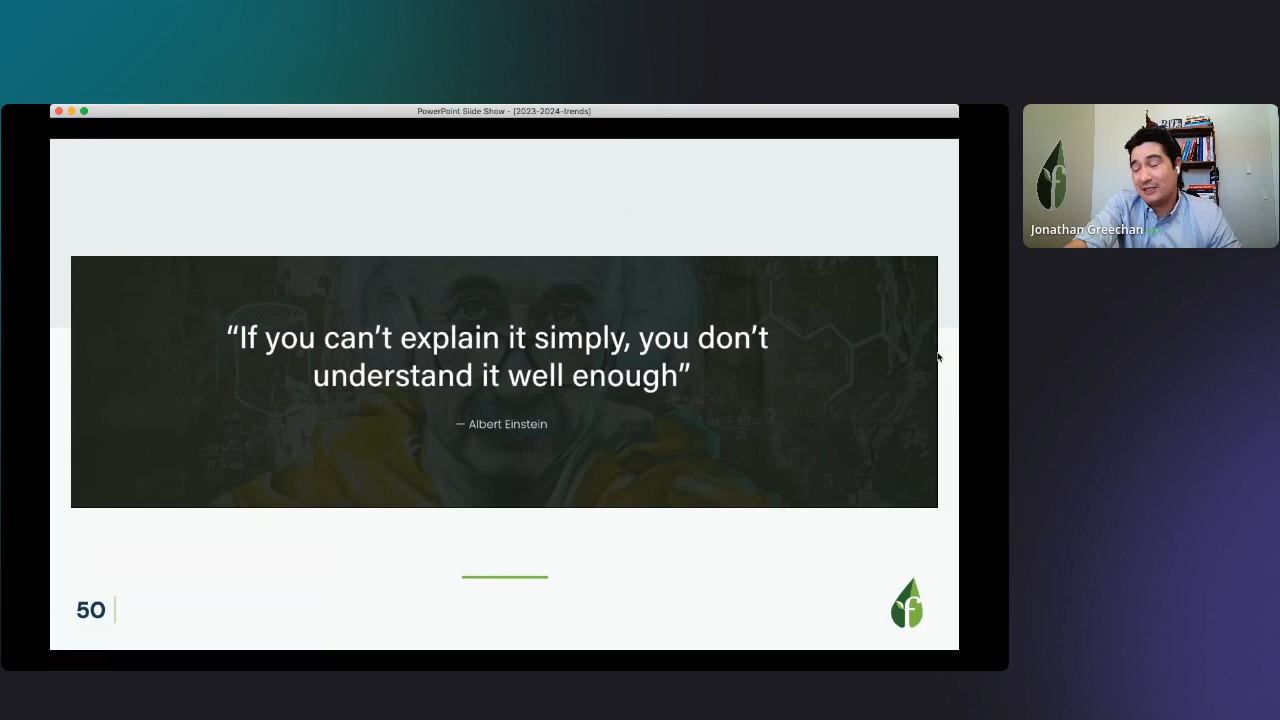 PowerPoint Slide Show - [2023-2024-trends]
“If you can’t explain it simply, you don’t
understand it well enough”
— Albert Einstein
50
f
f
Jonathan Greechan